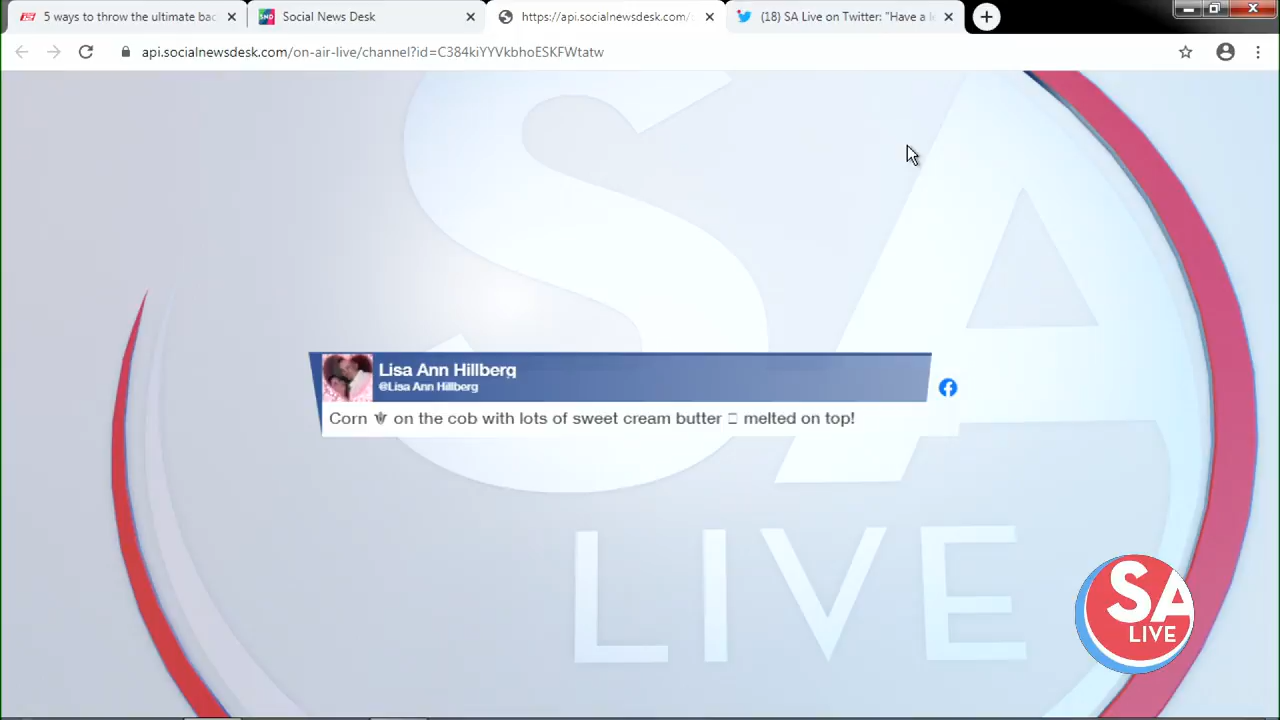 5 ways to throw the ultimate bac
Social News Desk
https://api.socialnewsdesk.com/
(18) SA Live on Twitter: "Have a l
api.socialnewsdesk.com/on-air-live/channel?id=C384kiYYVkbhoESKFWtatw
SA
LIVE
Lisa Ann Hillberg
@Lisa Ann Hillberg
Corn 🌽 on the cob with lots of sweet cream butter □ melted on top!
SA
LIVE